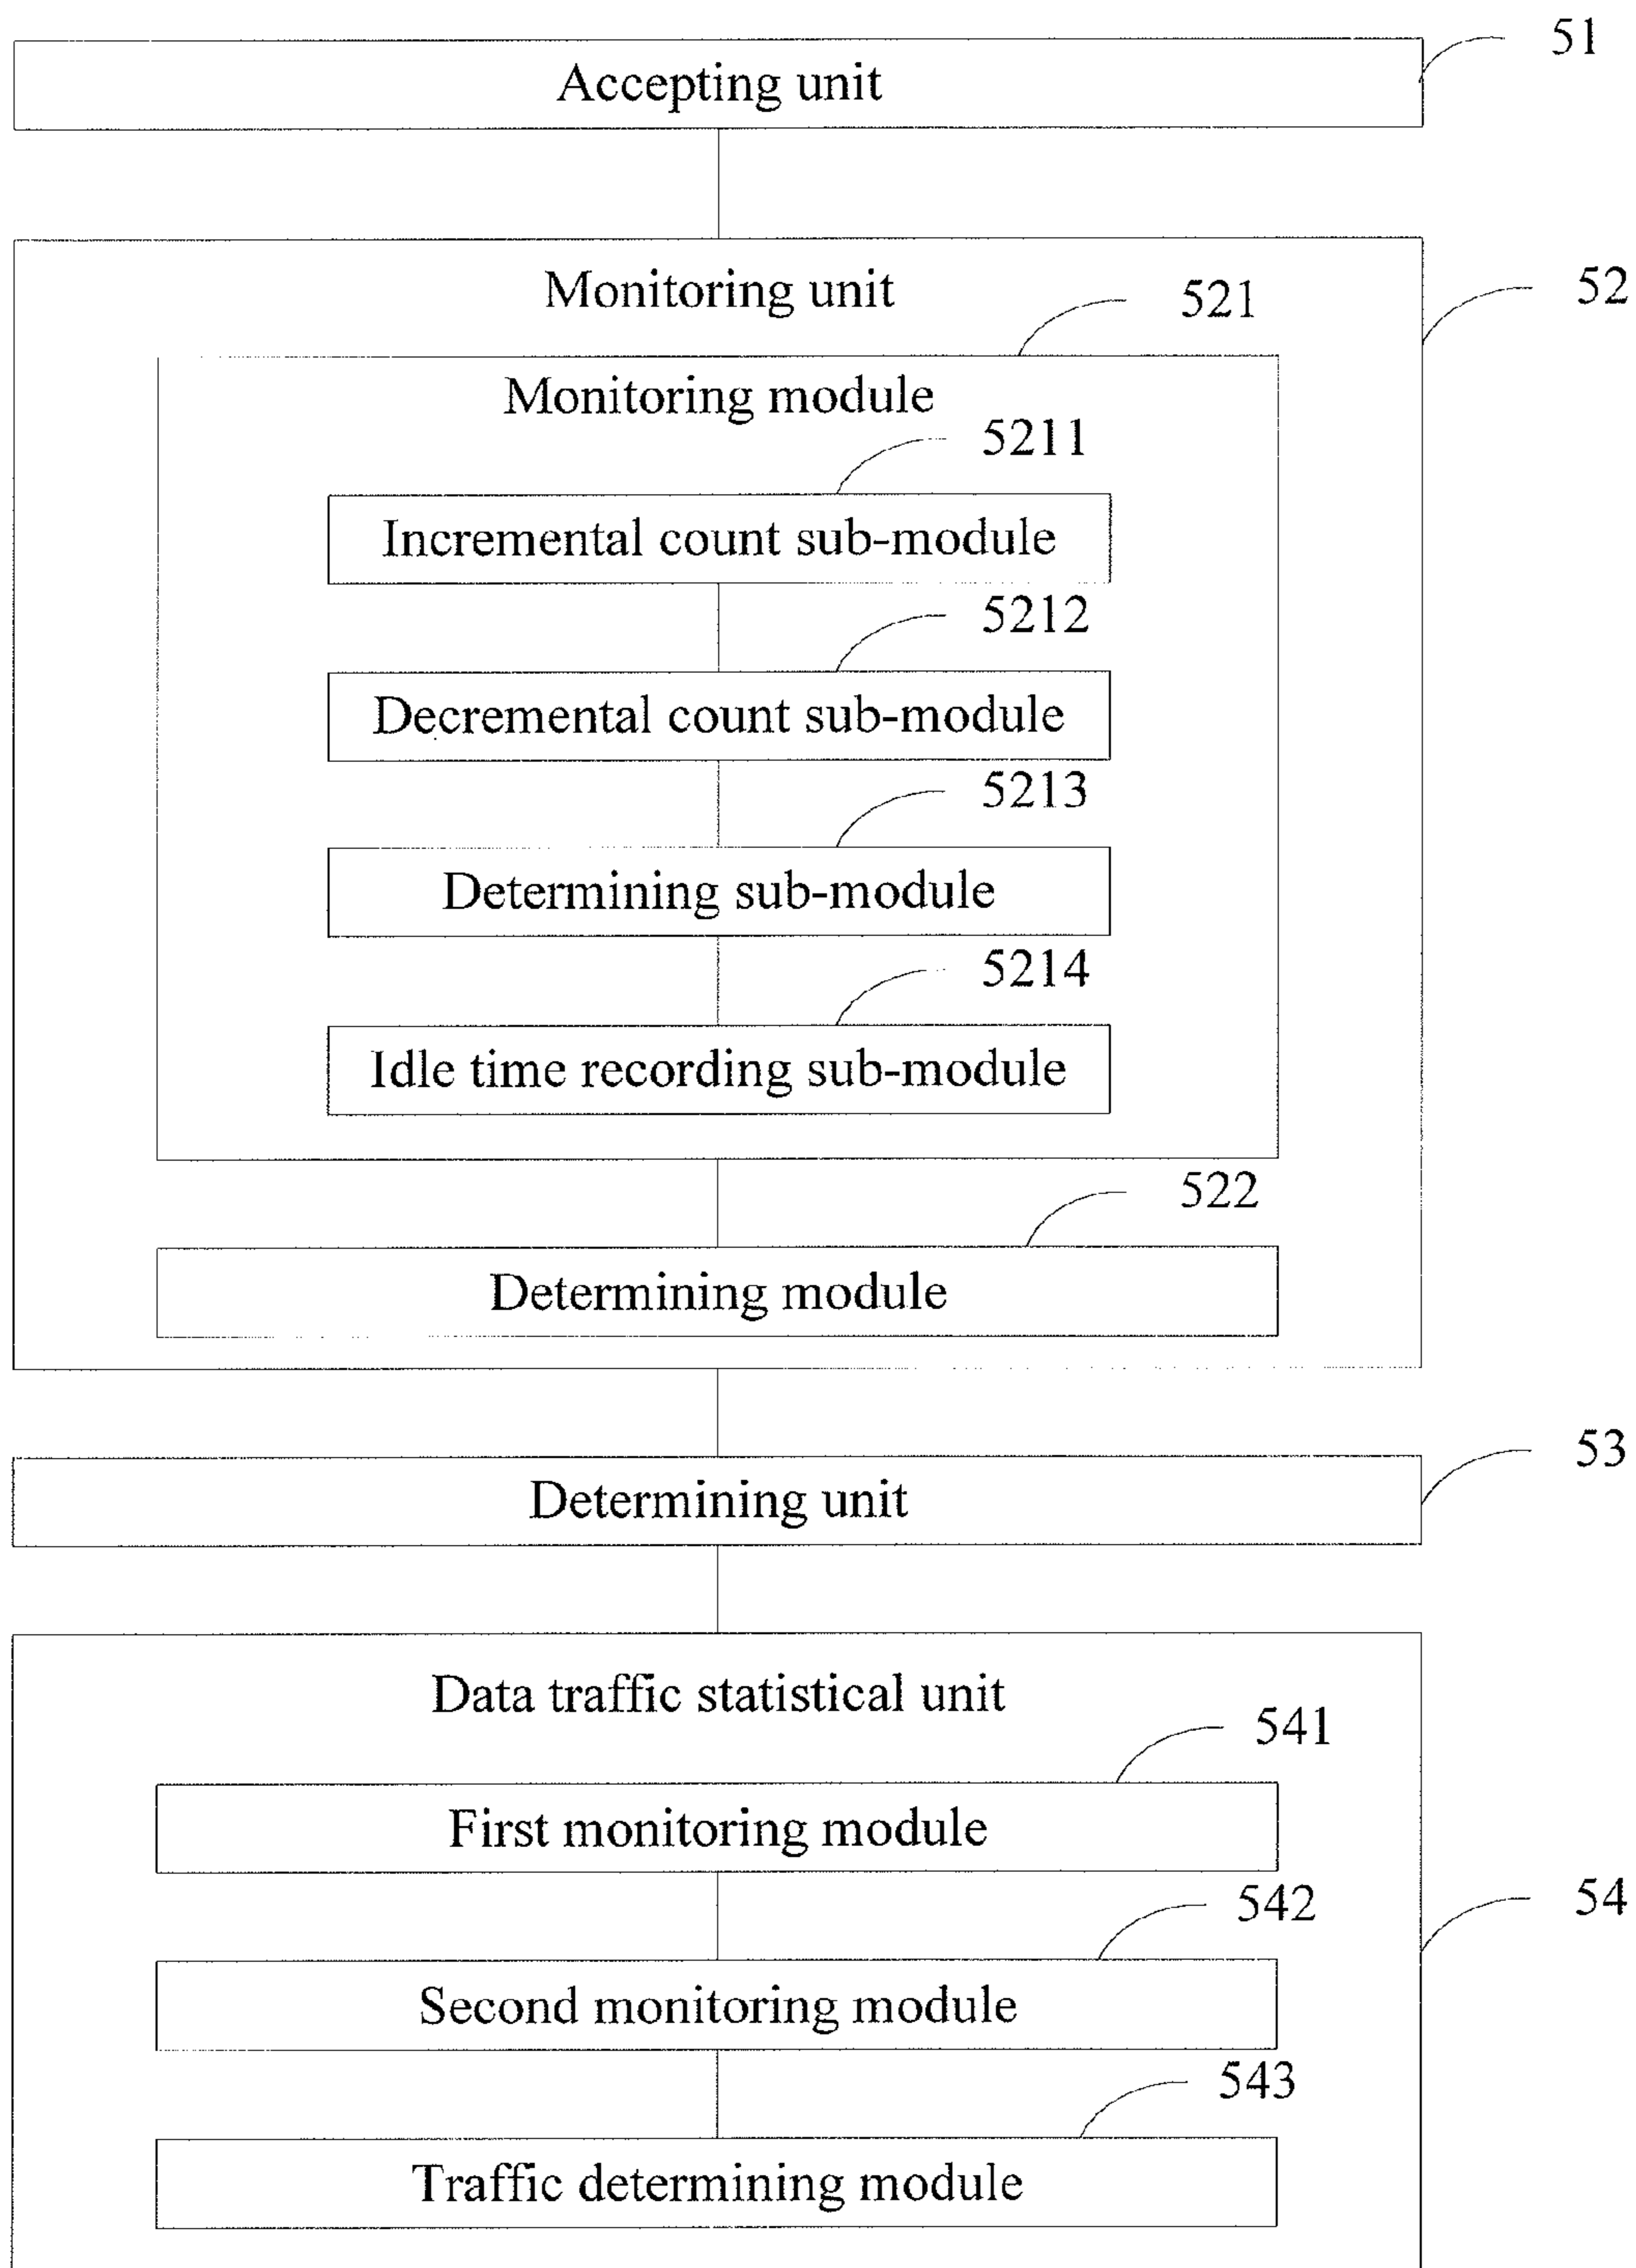 51
Accepting unit
Monitoring unit
52
521
Monitoring module
5211
Incremental count sub-module
5212
Decremental count sub-module
5213
Determining sub-module
5214
Idle time recording sub-module
522
Determining module
53
Determining unit
Data traffic statistical unit
541
First monitoring module
542
54
Second monitoring module
543
Traffic determining module